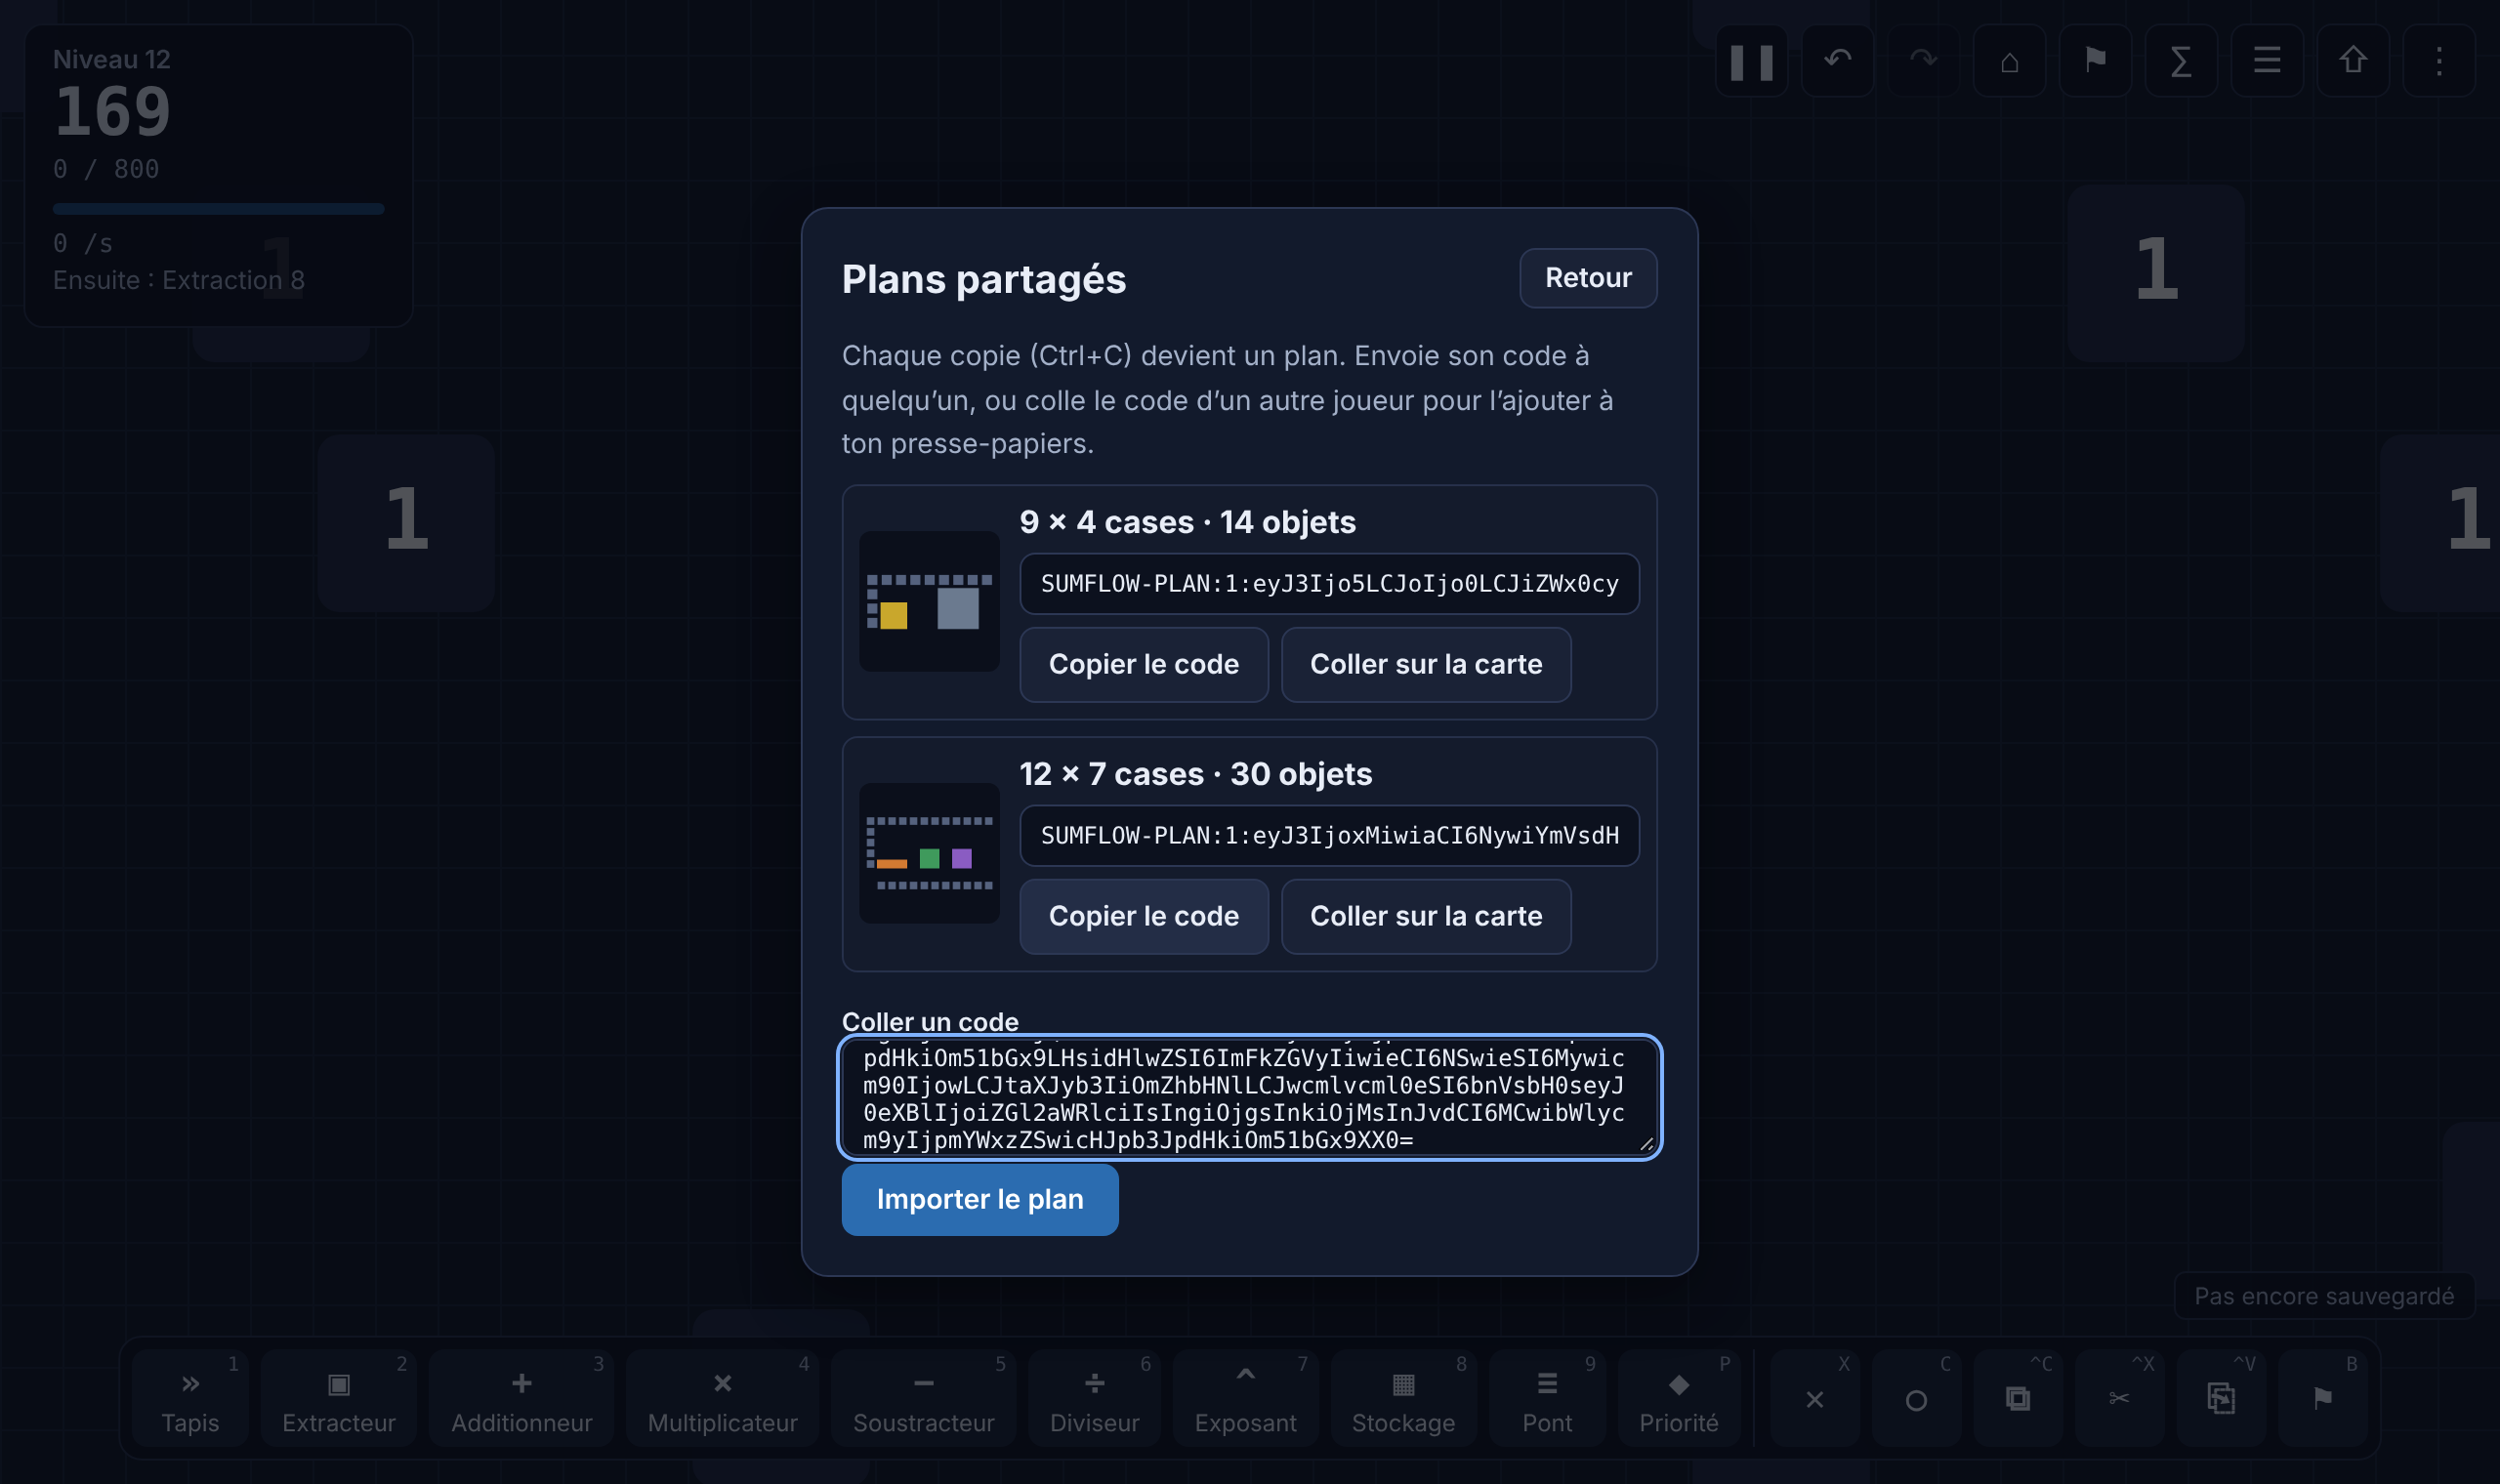 Niveau 12
169
0 / 800
0 /s
Ensuite : Extraction 8
1
1
1
1
Plans partagés
Retour
Chaque copie (Ctrl+C) devient un plan. Envoie son code à
quelqu’un, ou colle le code d’un autre joueur pour l’ajouter à
ton presse-papiers.
9 × 4 cases · 14 objets
SUMFLOW-PLAN:1:eyJ3Ijo5LCJoIjo0LCJiZWx0cy
Copier le code
Coller sur la carte
12 × 7 cases · 30 objets
SUMFLOW-PLAN:1:eyJ3IjoxMiwiaCI6NywiYmVsdH
Copier le code
Coller sur la carte
Coller un code
pdHkiOm51bGx9LHsidHlwZSI6ImFkZGVyIiwieCI6NSwieSI6Mywic
m90IjowLCJtaXJyb3IiOmZhbHNlLCJwcmlvcml0eSI6bnVsbH0seyJ
0eXBlIjoiZGl2aWRlciIsIngiOjgsInkiOjMsInJvdCI6MCwibWlyc
m9yIjpmYWxzZSwicHJpb3JpdHkiOm51bGx9XX0=
Importer le plan
Pas encore sauvegardé
1
Tapis
2
Extracteur
3
Additionneur
4
Multiplicateur
5
Soustracteur
6
Diviseur
7
Exposant
8
Stockage
9
Pont
P
Priorité
X
C
^C
^X
^V
B